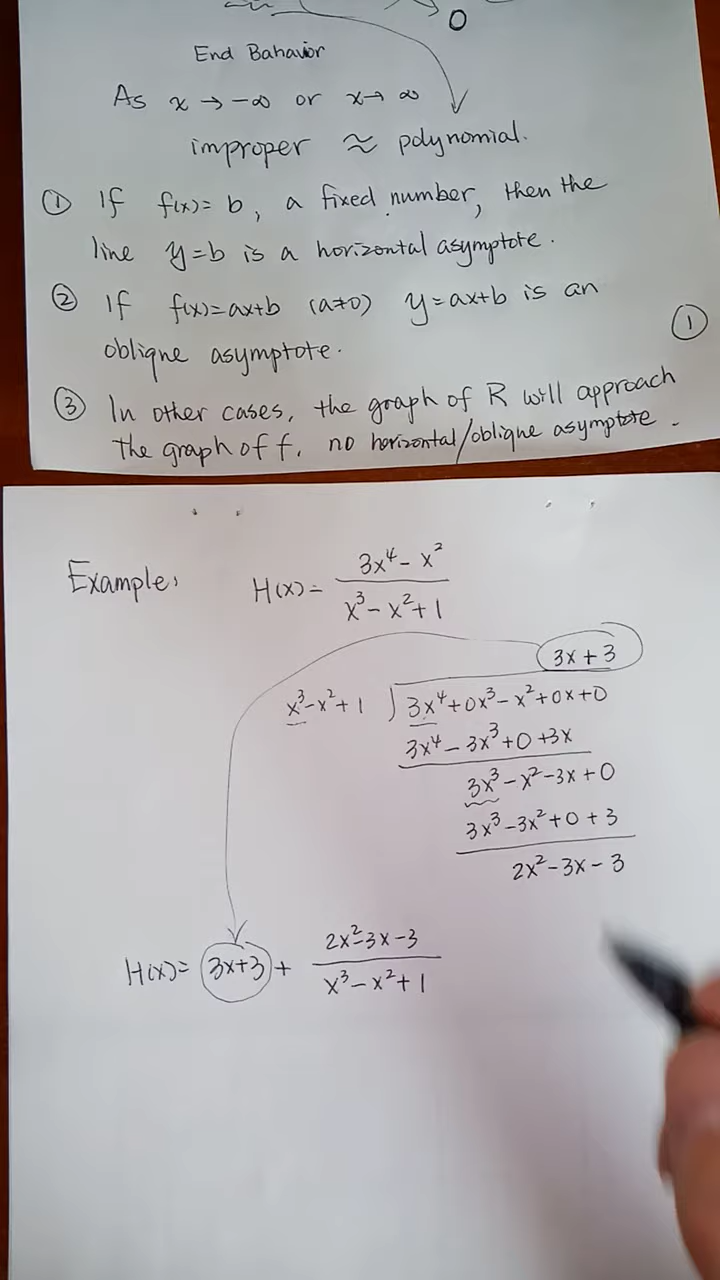 0
End Bahavior
As x → -∞ or x → ∞
improper ≈ polynomial.
① If f(x) = b, a fixed number, then the
line y = b is a horizontal asymptote.
② If f(x) = ax+b (a≠0) y = ax+b is an
oblique asymptote.
①
③ In other cases, the graph of R will approach
the graph of f, no horizontal/oblique asymptote.
Example,
H(x) = (3x⁴ - x²) / (x³ - x² + 1)
3x + 3
x³ - x² + 1 ) 3x⁴ + 0x³ - x² + 0x + 0
3x⁴ - 3x³ + 0 + 3x
3x³ - x² - 3x + 0
3x³ - 3x² + 0 + 3
2x² - 3x - 3
H(x) = 3x+3 + (2x² - 3x - 3) / (x³ - x² + 1)